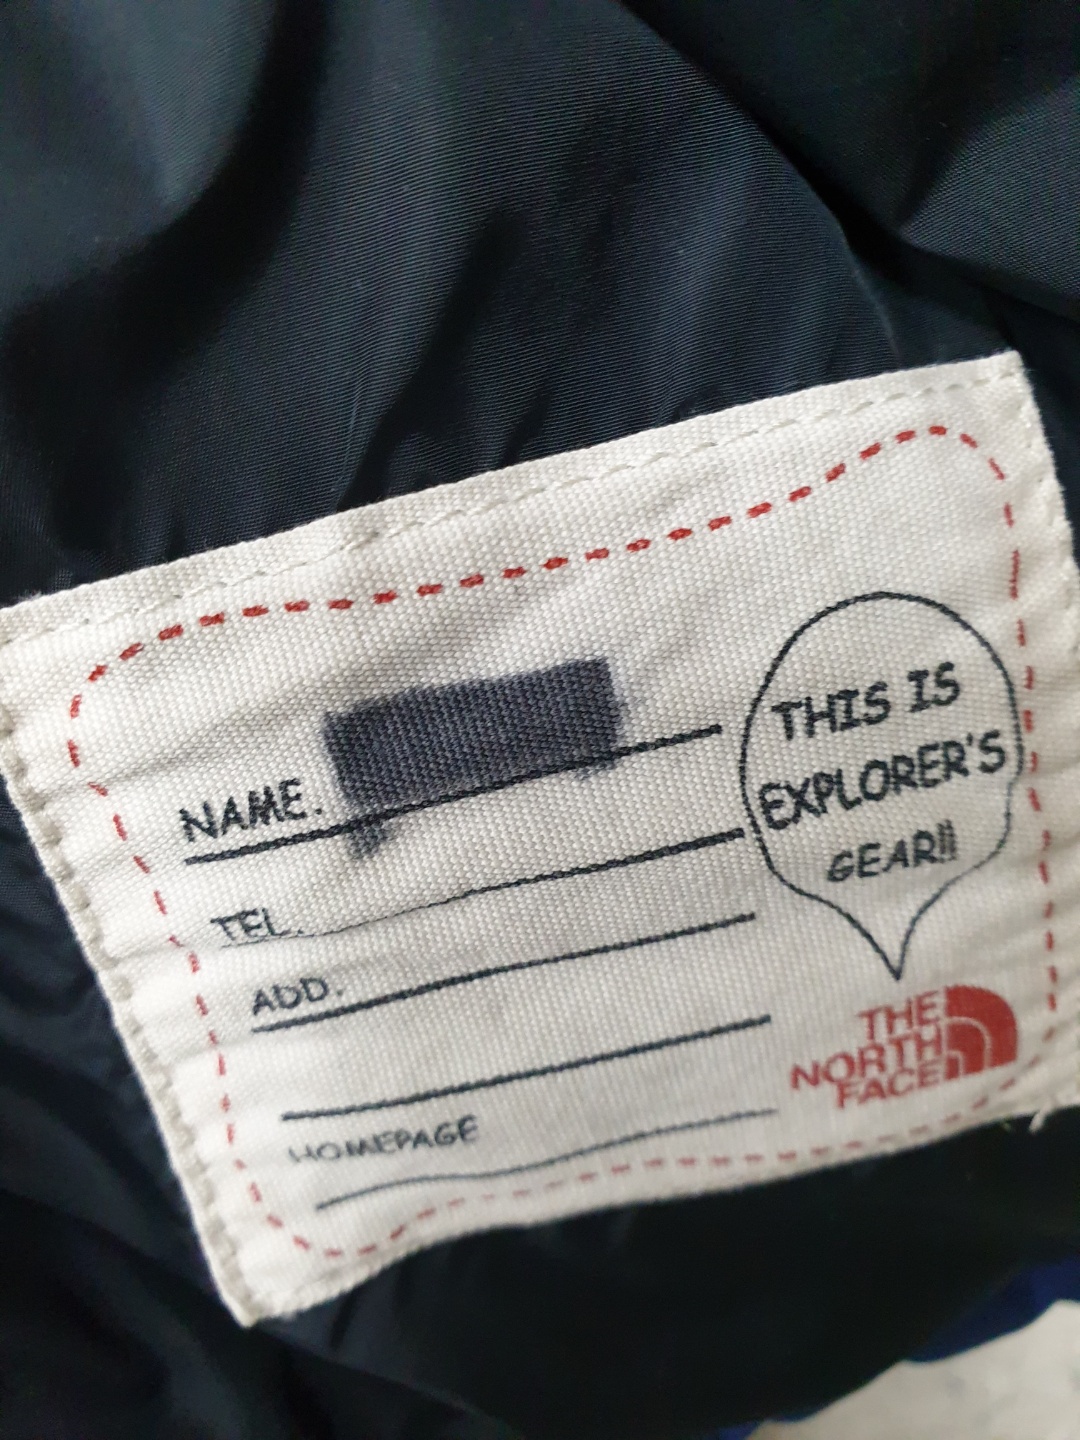 NAME.
TEL.
ADD.
HOMEPAGE
THIS IS
EXPLORER'S
GEAR!!
THE
NORTH
FACE